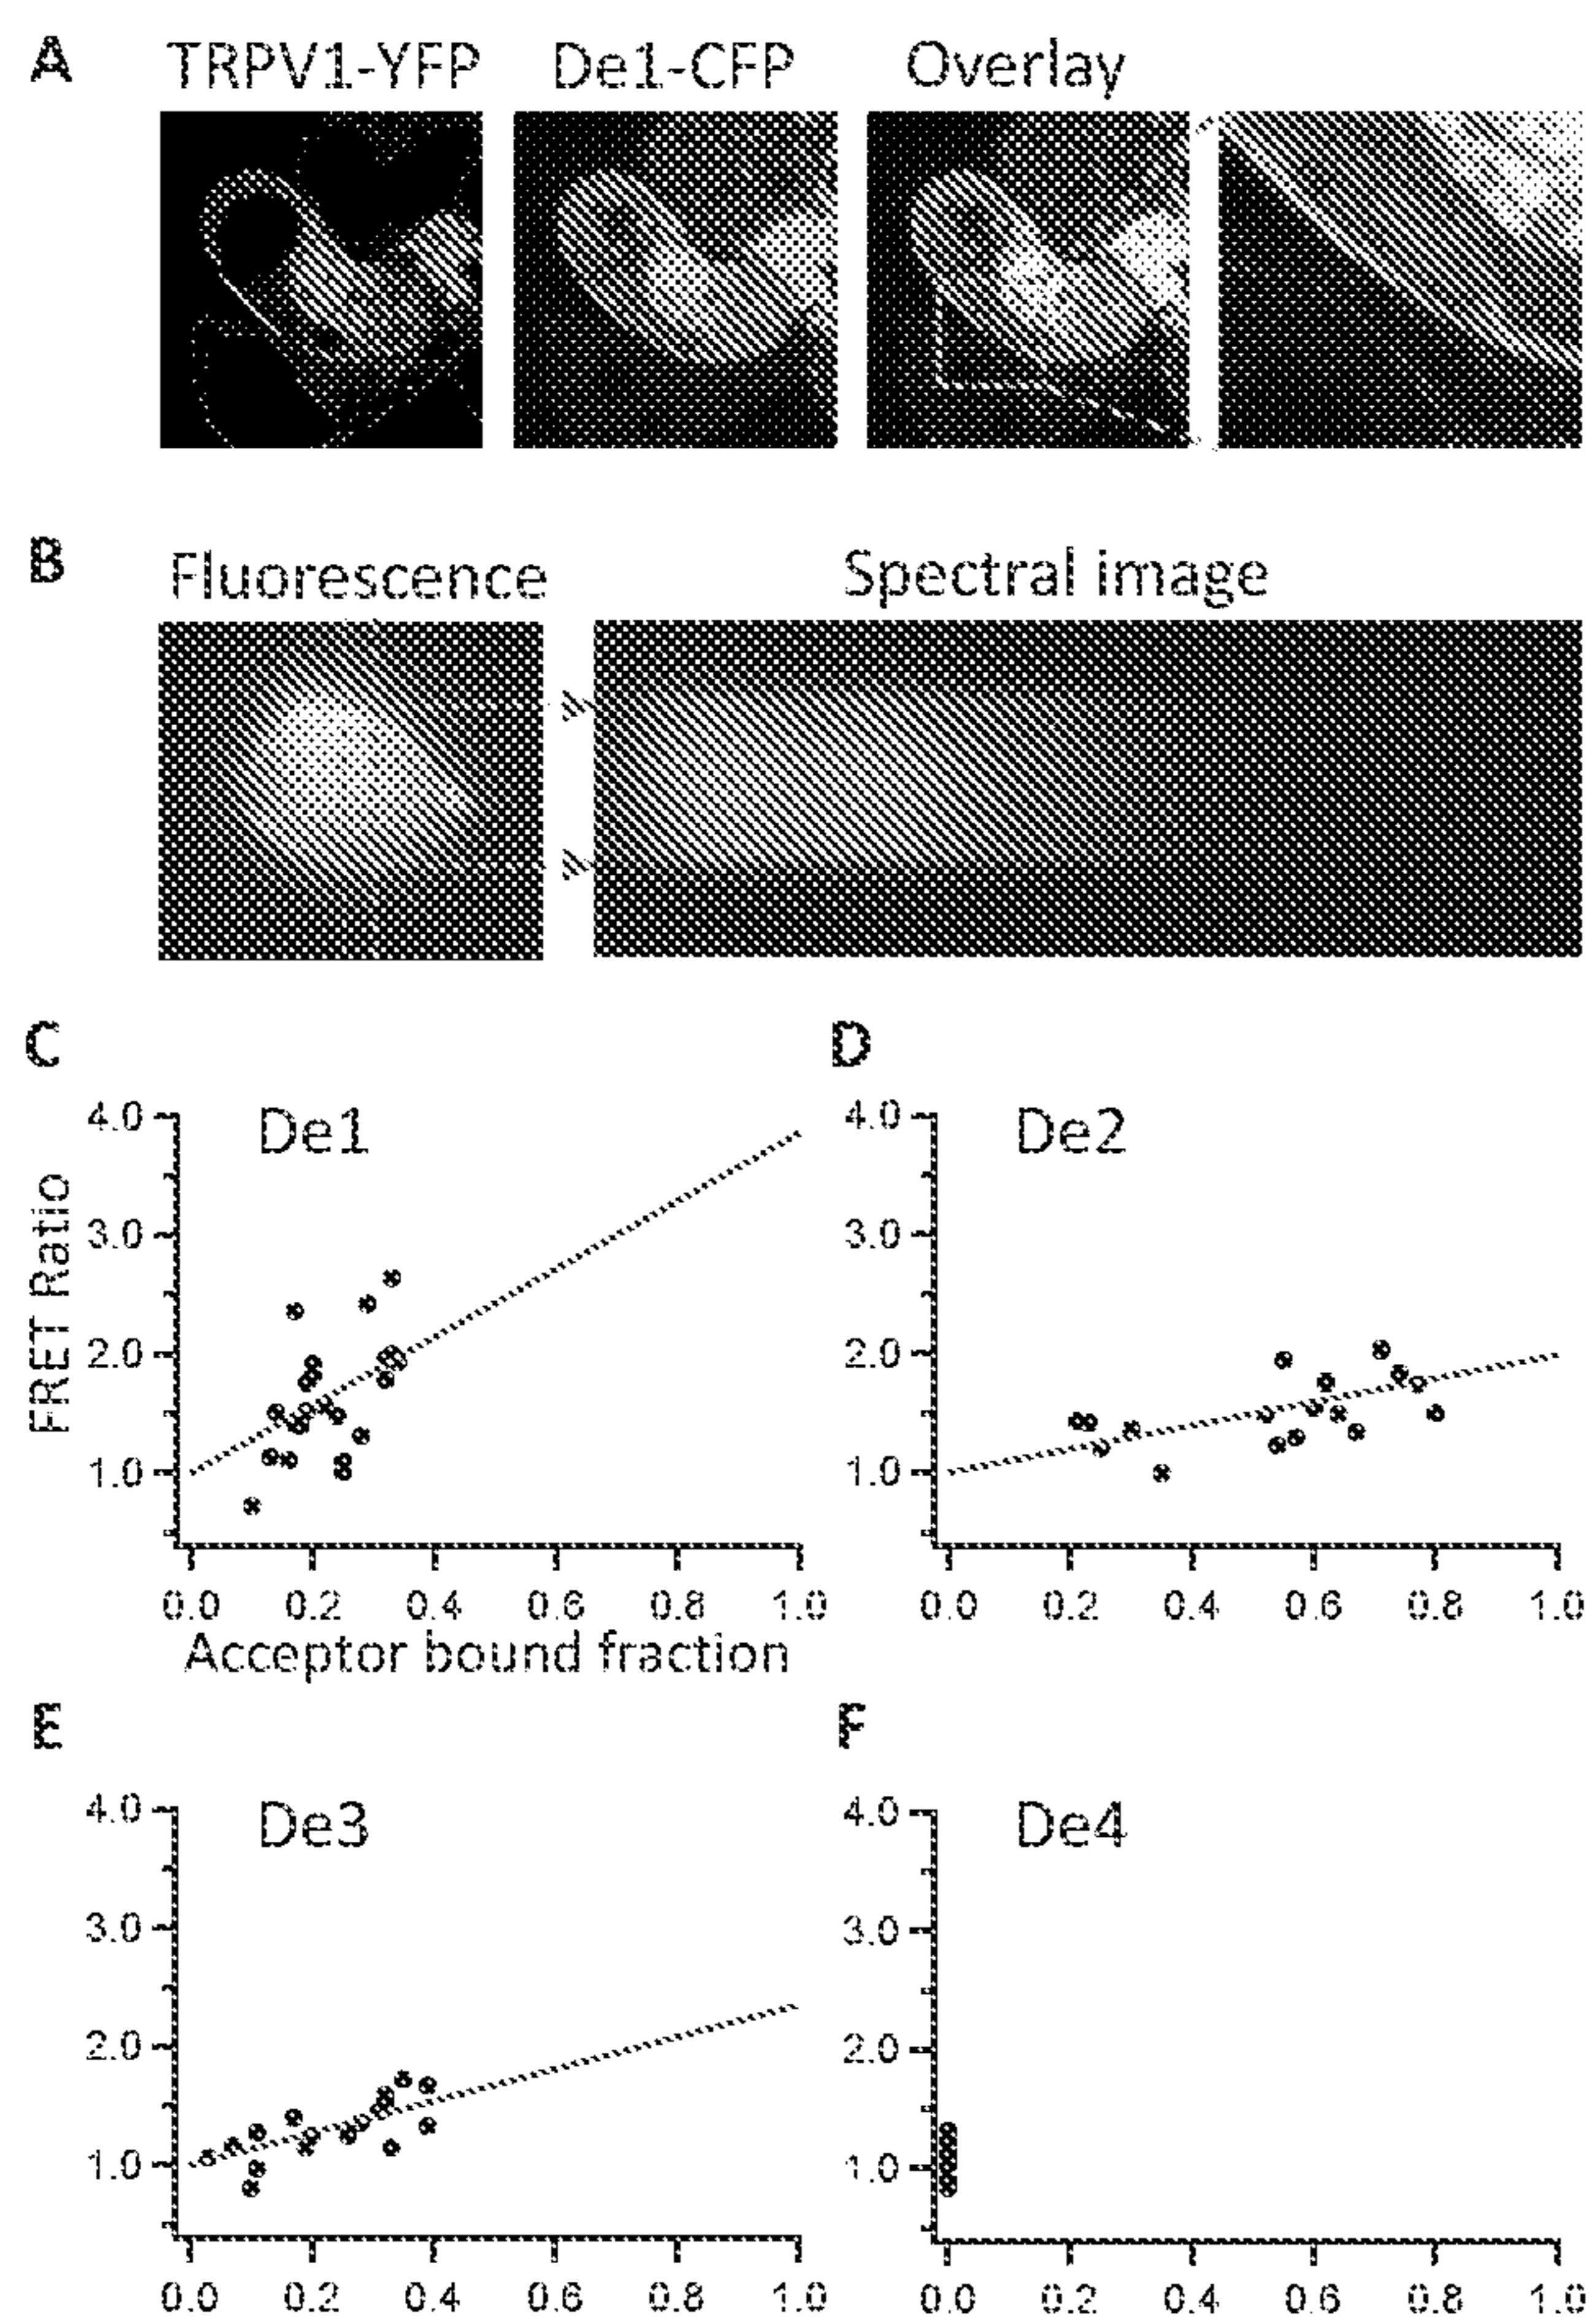 A TRPV1-YFP De1-CFP Overlay
B Fluorescence Spectral image
C D
De1
4.0
3.0
2.0
1.0
FRET Ratio
0.0 0.2 0.4 0.6 0.8 1.0
Acceptor bound fraction
De2
4.0
3.0
2.0
1.0
0.0 0.2 0.4 0.6 0.8 1.0
E F
De3
4.0
3.0
2.0
1.0
0.0 0.2 0.4 0.6 0.8 1.0
De4
4.0
3.0
2.0
1.0
0.0 0.2 0.4 0.6 0.8 1.0